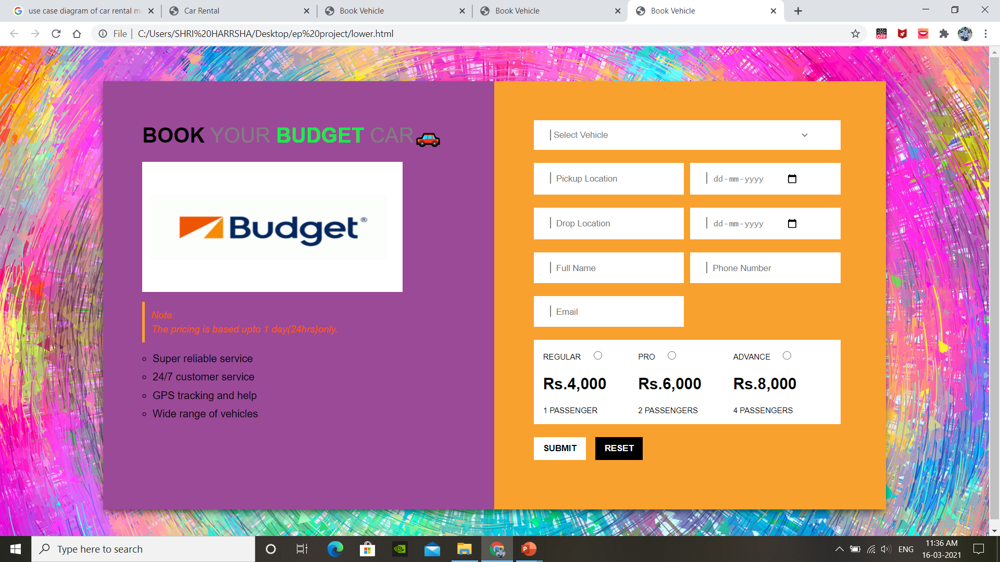 use case diagram of car rental ma
Car Rental
Book Vehicle
Book Vehicle
Book Vehicle
File
C:/Users/SHRI%20HARRSHA/Desktop/ep%20project/lower.html
OFF
BOOK YOUR BUDGET CAR
Budget®
Note:
The pricing is based upto 1 day(24hrs)only.
Super reliable service
24/7 customer service
GPS tracking and help
Wide range of vehicles
Select Vehicle
Pickup Location
dd-mm-yyyy
Drop Location
dd-mm-yyyy
Full Name
Phone Number
Email
REGULAR
PRO
ADVANCE
Rs.4,000
Rs.6,000
Rs.8,000
1 PASSENGER
2 PASSENGERS
4 PASSENGERS
SUBMIT
RESET
Type here to search
ENG
11:36 AM
16-03-2021